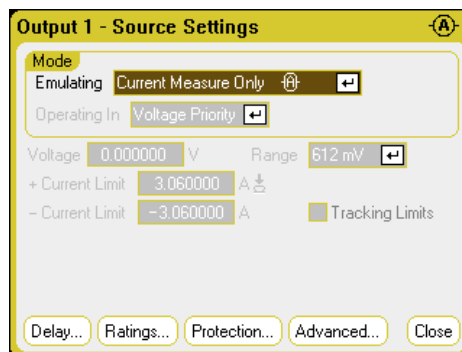 Output 1 - Source Settings
Mode
Emulating Current Measure Only
Operating In Voltage Priority
Voltage 0.000000 V Range 612 mV
+ Current Limit 3.060000 A
- Current Limit -3.060000 A Tracking Limits
Delay... Ratings... Protection... Advanced... Close